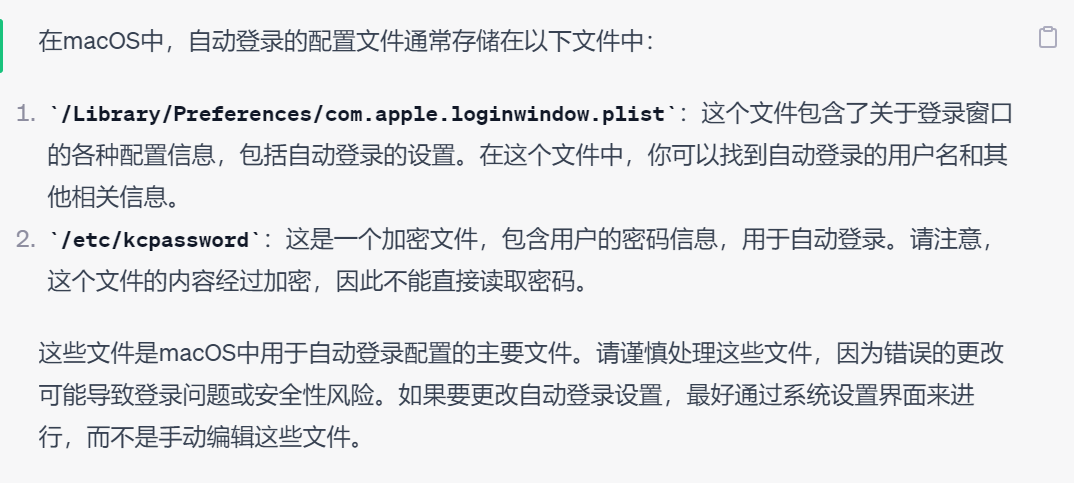 在macOS中，自动登录的配置文件通常存储在以下文件中：
1. `/Library/Preferences/com.apple.loginwindow.plist`：这个文件包含了关于登录窗口
的各种配置信息，包括自动登录的设置。在这个文件中，你可以找到自动登录的用户名和其
他相关信息。
2. `/etc/kcpassword`：这是一个加密文件，包含用户的密码信息，用于自动登录。请注意，
这个文件的内容经过加密，因此不能直接读取密码。
这些文件是macOS中用于自动登录配置的主要文件。请谨慎处理这些文件，因为错误的更改
可能导致登录问题或安全性风险。如果要更改自动登录设置，最好通过系统设置界面来进
行，而不是手动编辑这些文件。